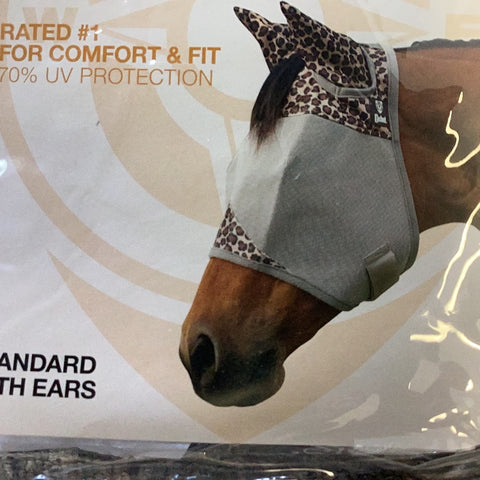 RATED #1
FOR COMFORT & FIT
70% UV PROTECTION
W
E
ANDARD
TH EARS